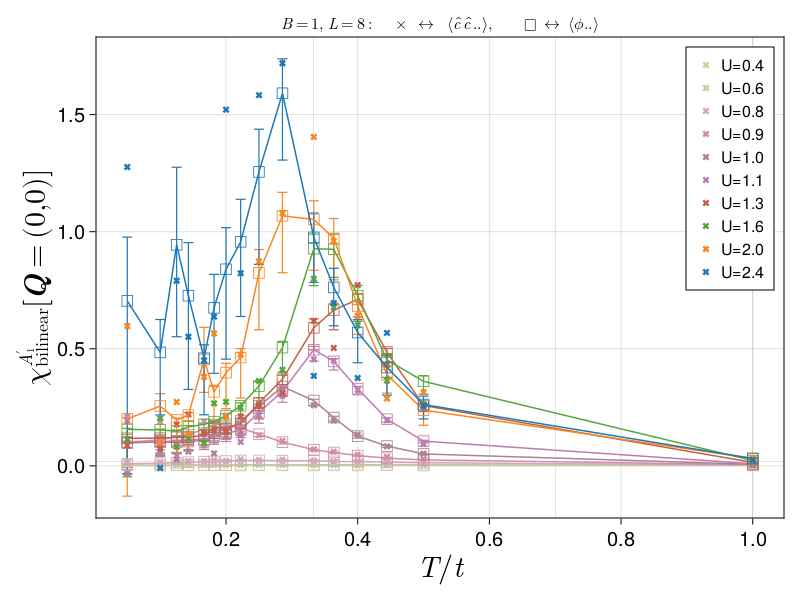 B = 1, L = 8 :   × ↔ ⟨ĉ ĉ ..⟩,   □ ↔ ⟨ϕ..⟩
χ^{A_1^′}_{bilinear}[Q = (0,0)]
1.5
1.0
0.5
0.0
U=0.4
U=0.6
U=0.8
U=0.9
U=1.0
U=1.1
U=1.3
U=1.6
U=2.0
U=2.4
0.2 0.4 0.6 0.8 1.0
T/t